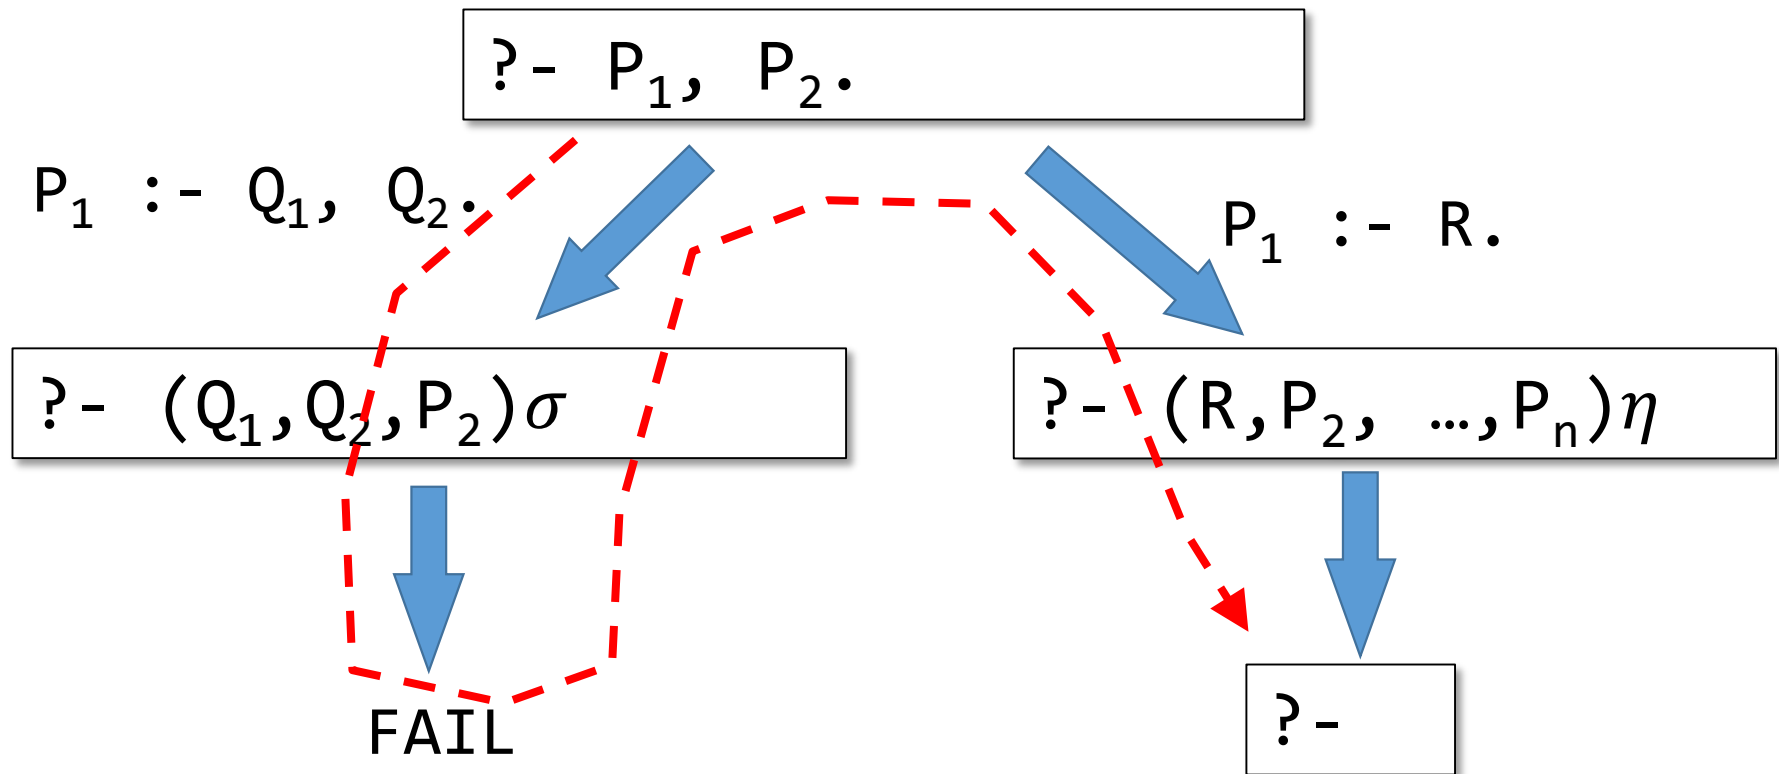 ?- P₁, P₂.
P₁ :- Q₁, Q₂.
P₁ :- R.
?- (Q₁,Q₂,P₂)σ
?- (R,P₂, …,Pₙ)η
FAIL
?-